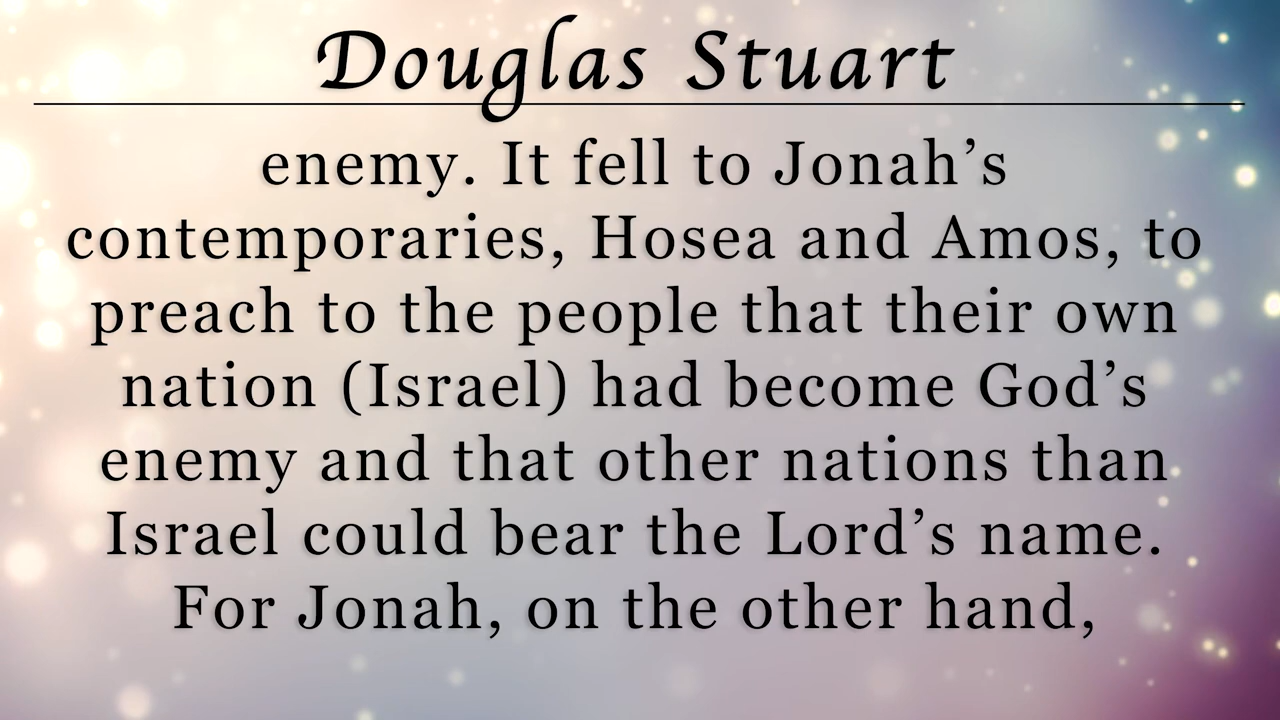 Douglas Stuart
enemy. It fell to Jonah’s
contemporaries, Hosea and Amos, to
preach to the people that their own
nation (Israel) had become God’s
enemy and that other nations than
Israel could bear the Lord’s name.
For Jonah, on the other hand,